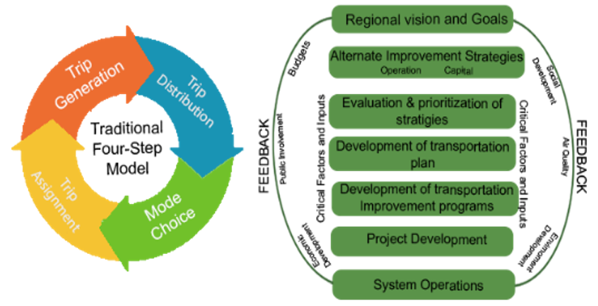 Trip
Generation
Trip
Distribution
Mode
Choice
Trip
Assignment
Traditional
Four-Step
Model
Regional vision and Goals
Alternate Improvement Strategies
Operation Capital
Evaluation & prioritization of
stratigies
Development of transportation
plan
Development of transportation
Improvement programs
Project Development
System Operations
FEEDBACK
Budgets
Public Involvement
Economic
Development
Critical Factors and Inputs
Critical Factors and Inputs
Social
Development
Air Quality
Enviroment
Development
FEEDBACK